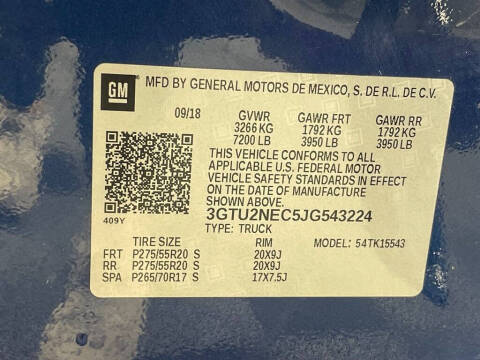 GM
MFD BY GENERAL MOTORS DE MEXICO, S. DE R.L. DE C.V.
09/18 GVWR GAWR FRT GAWR RR
3266 KG 1792 KG 1792 KG
7200 LB 3950 LB 3950 LB
THIS VEHICLE CONFORMS TO ALL
APPLICABLE U.S. FEDERAL MOTOR
VEHICLE SAFETY STANDARDS IN EFFECT
ON THE DATE OF MANUFACTURE
SHOWN ABOVE.
409Y 3GTU2NEC5JG543224
TYPE: TRUCK
TIRE SIZE RIM MODEL: 54TK15543
FRT P275/55R20 S 20X9J
RR P275/55R20 S 20X9J
SPA P265/70R17 S 17X7.5J